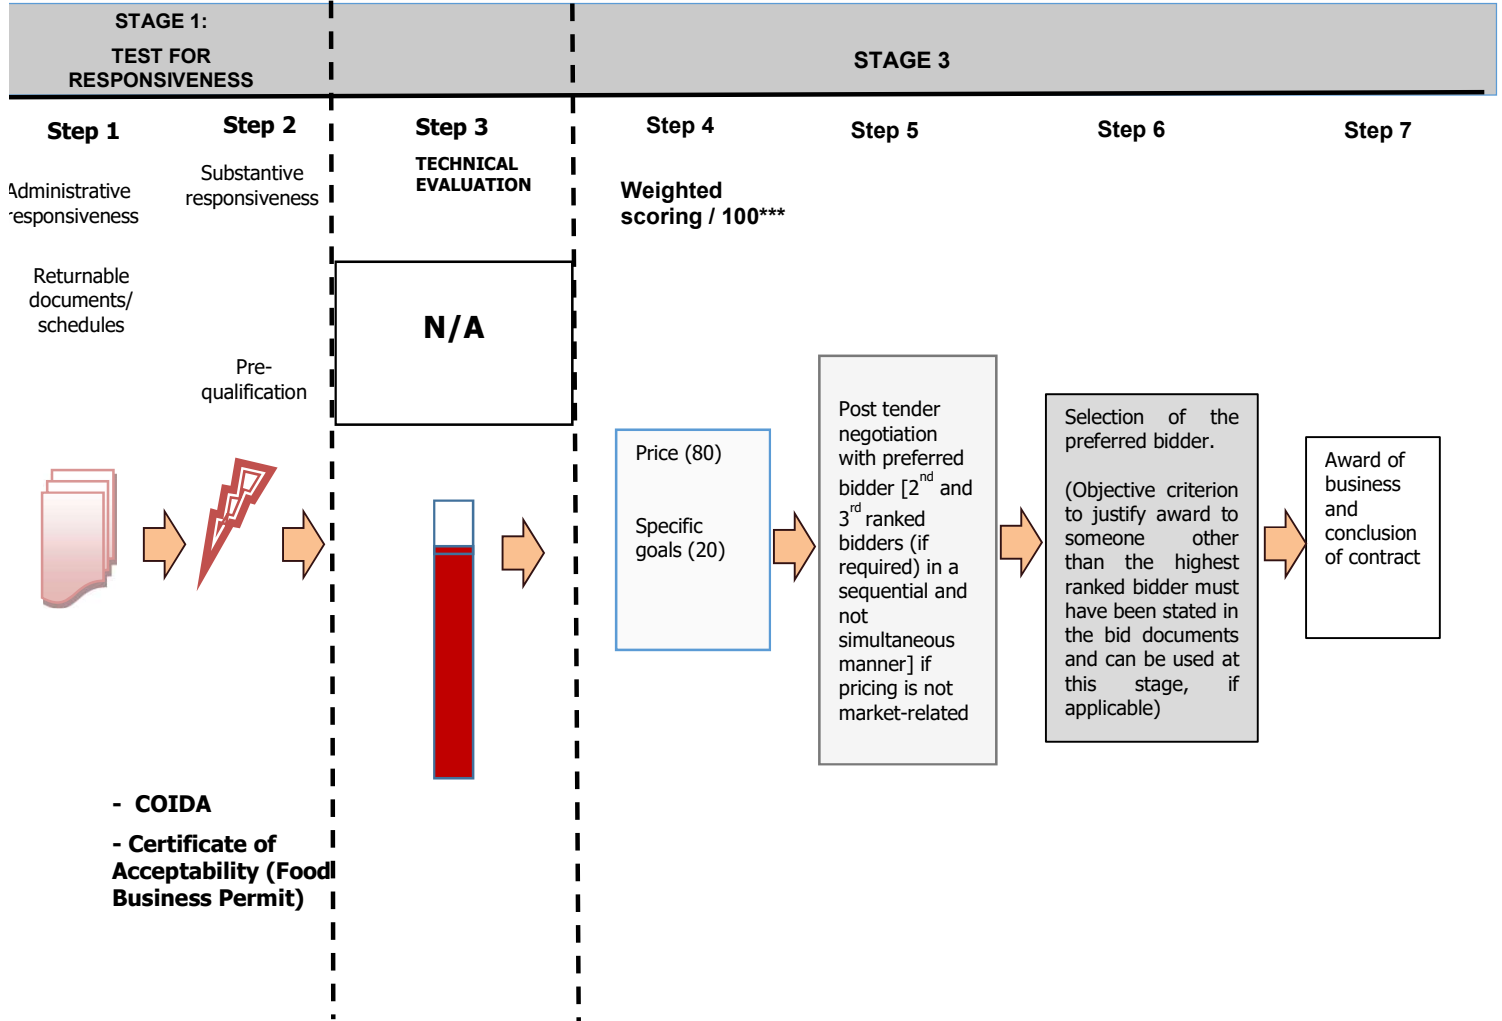 STAGE 1:
TEST FOR
RESPONSIVENESS
STAGE 3
Step 1
Administrative
responsiveness
Returnable
documents/
schedules
Step 2
Substantive
responsiveness
Pre-
qualification
- COIDA
- Certificate of
Acceptability (Food
Business Permit)
Step 3
TECHNICAL
EVALUATION
N/A
Step 4
Weighted
scoring / 100***
Price (80)
Specific
goals (20)
Step 5
Post tender
negotiation
with preferred
bidder [2nd and
3rd ranked
bidders (if
required) in a
sequential and
not
simultaneous
manner] if
pricing is not
market-related
Step 6
Selection of the
preferred bidder.
(Objective criterion
to justify award to
someone other
than the highest
ranked bidder must
have been stated in
the bid documents
and can be used at
this stage, if
applicable)
Step 7
Award of
business
and
conclusion
of contract